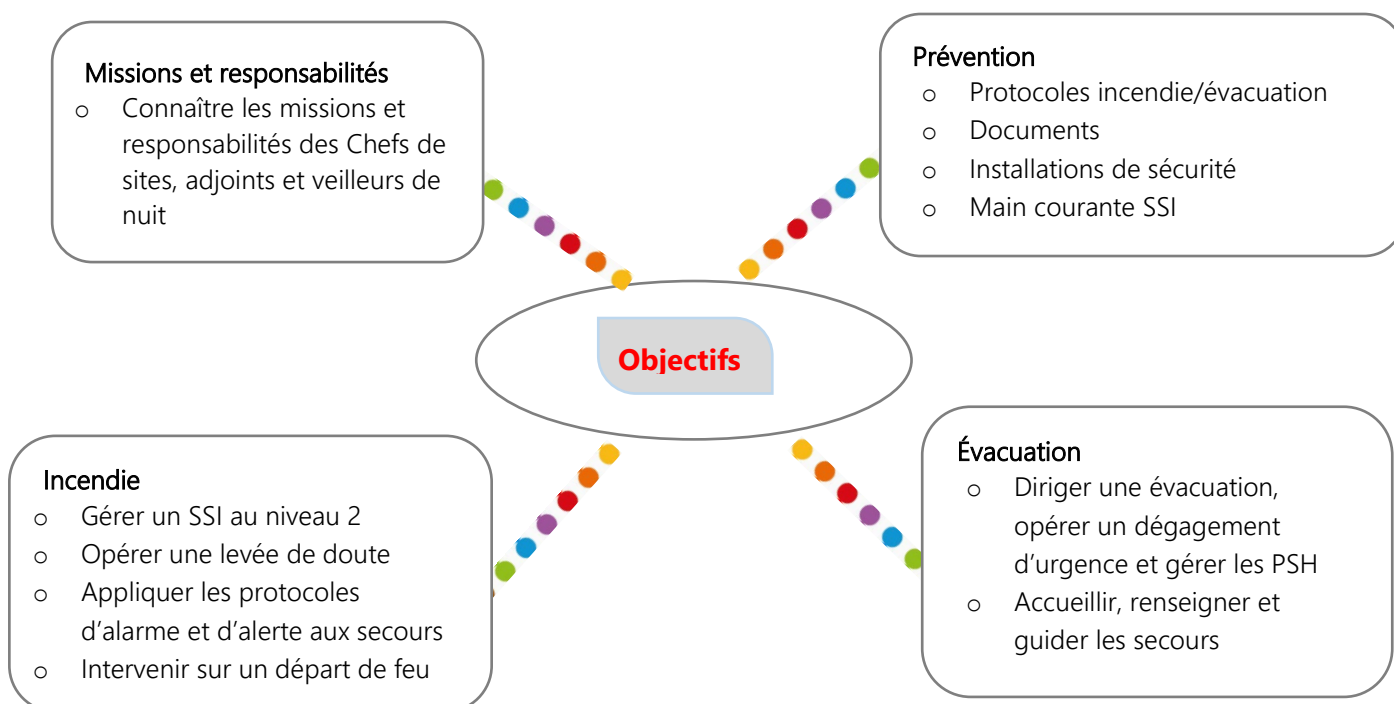 Missions et responsabilités
o Connaître les missions et
responsabilités des Chefs de
sites, adjoints et veilleurs de
nuit
Prévention
o Protocoles incendie/évacuation
o Documents
o Installations de sécurité
o Main courante SSI
Objectifs
Incendie
o Gérer un SSI au niveau 2
o Opérer une levée de doute
o Appliquer les protocoles
d’alarme et d’alerte aux secours
o Intervenir sur un départ de feu
Évacuation
o Diriger une évacuation,
opérer un dégagement
d’urgence et gérer les PSH
o Accueillir, renseigner et
guider les secours